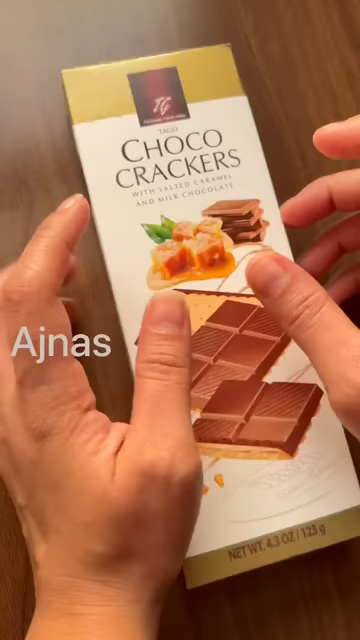 TG
TAGO
CHOCO
CRACKERS
WITH SALTED CARAMEL
AND MILK CHOCOLATE
Ajnas
NET WT. 4.3 OZ / 123 g